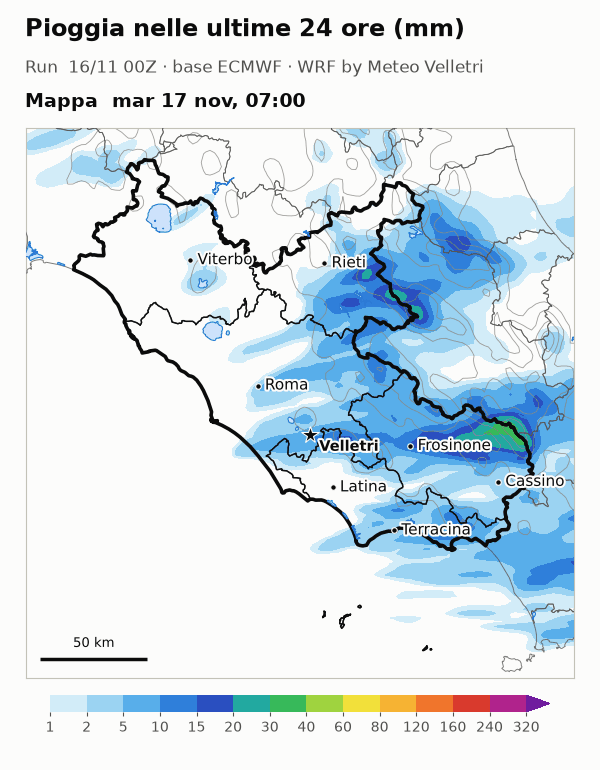 Pioggia nelle ultime 24 ore (mm)
Run 16/11 00Z · base ECMWF · WRF by Meteo Velletri
Mappa mar 17 nov, 07:00
Viterbo
Rieti
Roma
Velletri
Frosinone
Latina
Cassino
Terracina
50 km
1 2 5 10 15 20 30 40 60 80 120 160 240 320